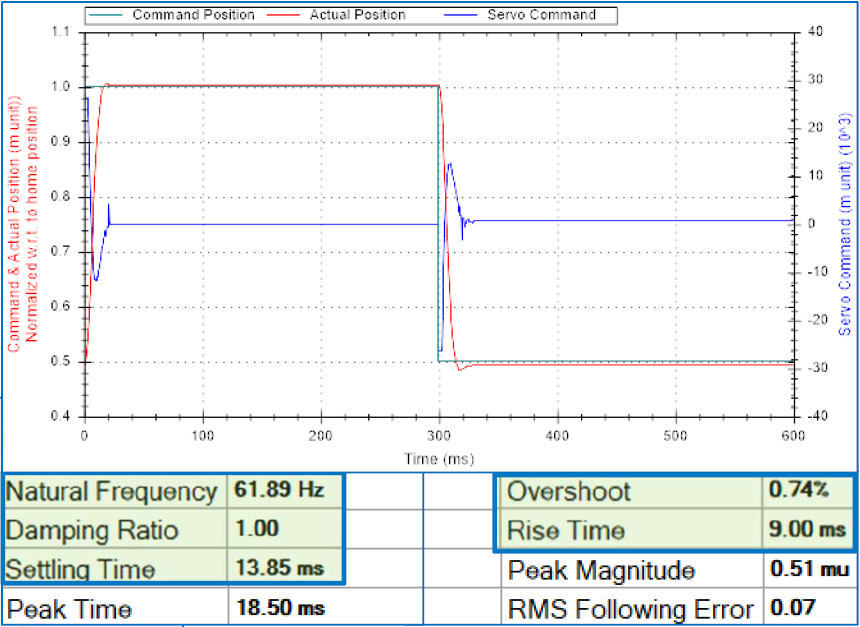 Command Position Actual Position Servo Command
1.1 40
1.0 30
0.9 20
0.8 10
0.7 0
0.6 -10
0.5 -20
0.4 -30
-40
Command & Actual Position (m unit))
Normalized w.r.t. to home position
Servo Command (m unit) (10^3)
0 100 200 300 400 500 600
Time (ms)
Natural Frequency 61.89 Hz Overshoot 0.74%
Damping Ratio 1.00 Rise Time 9.00 ms
Settling Time 13.85 ms Peak Magnitude 0.51 mu
Peak Time 18.50 ms RMS Following Error 0.07